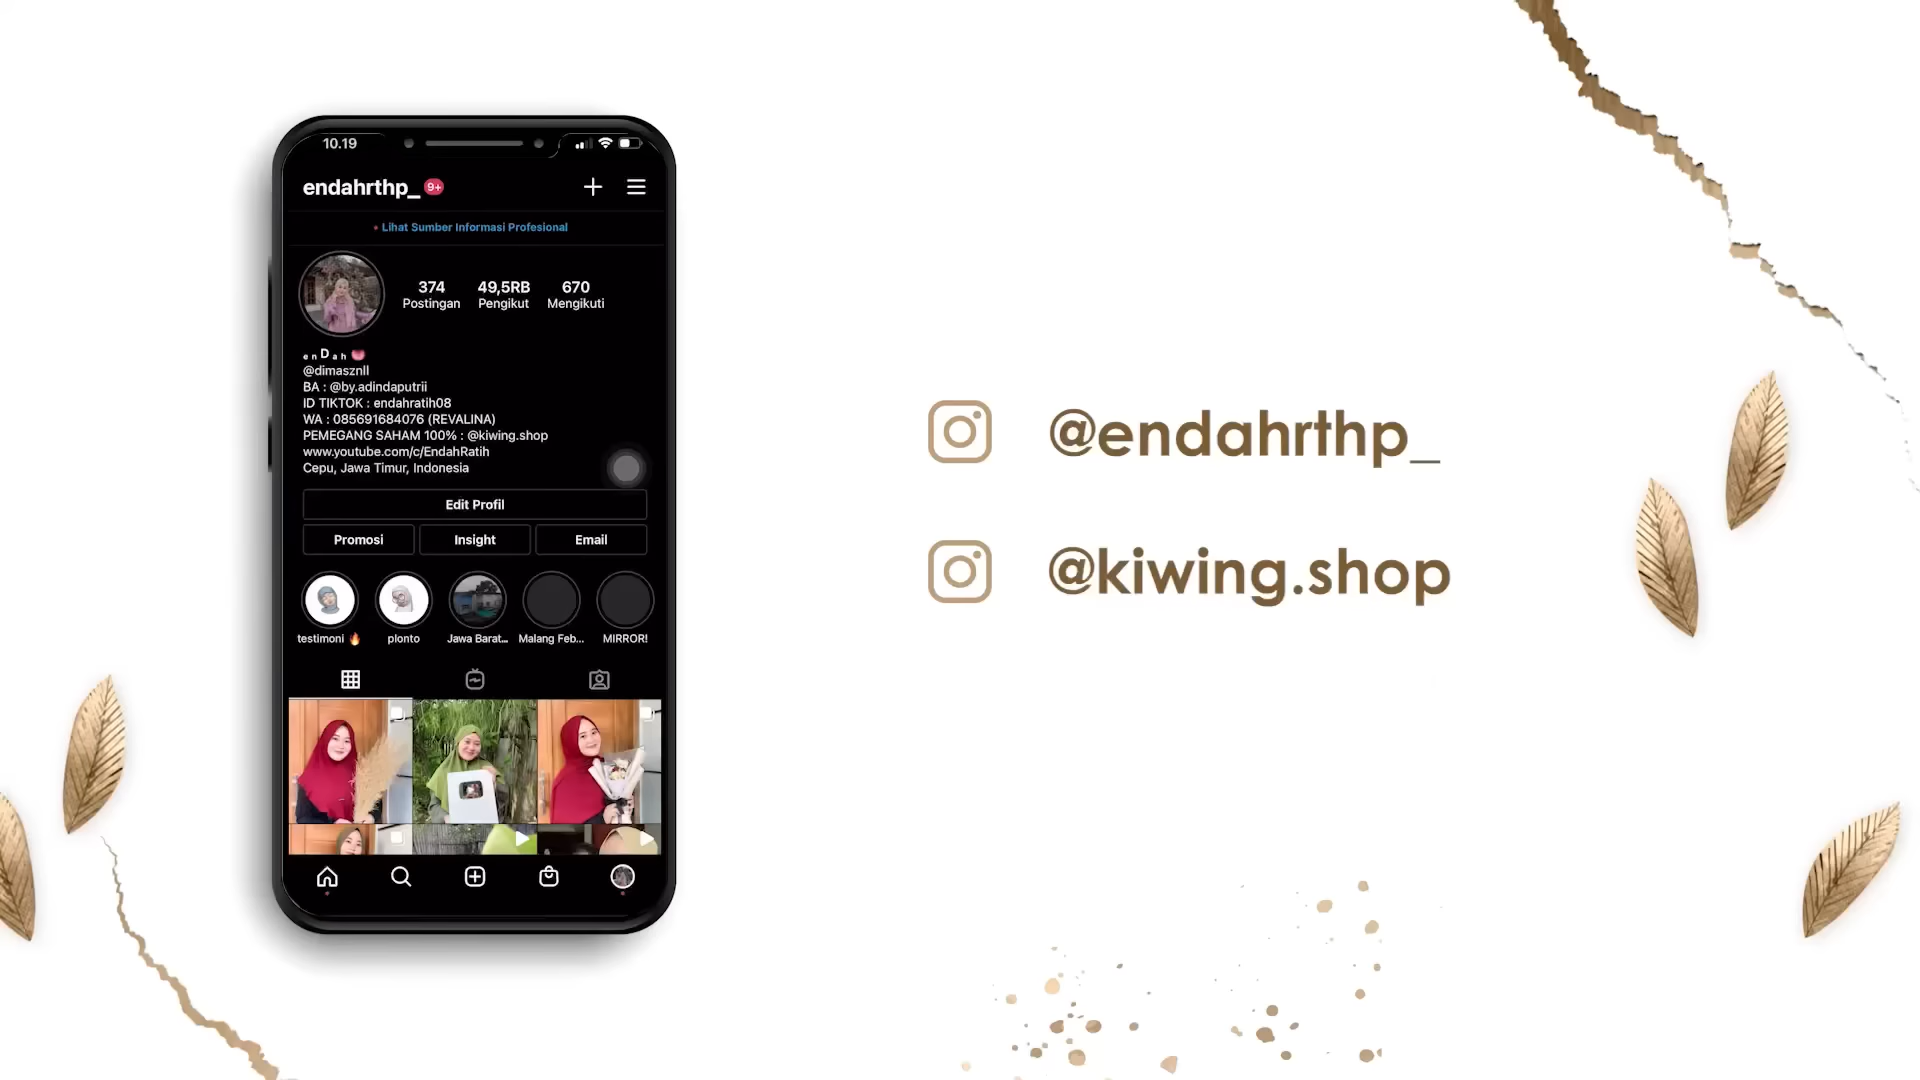 10.19
endahrthp_ 9+
Lihat Sumber Informasi Profesional
374 49,5RB 670
Postingan Pengikut Mengikuti
ₑₙDₐₕ
@dimasznll
BA : @by.adindaputrii
ID TIKTOK : endahratih08
WA : 085691684076 (REVALINA)
PEMEGANG SAHAM 100% : @kiwing.shop
www.youtube.com/c/EndahRatih
Cepu, Jawa Timur, Indonesia
Edit Profil
Promosi Insight Email
testimoni 🔥 plonto Jawa Barat... Malang Feb... MIRROR!
@endahrthp_
@kiwing.shop